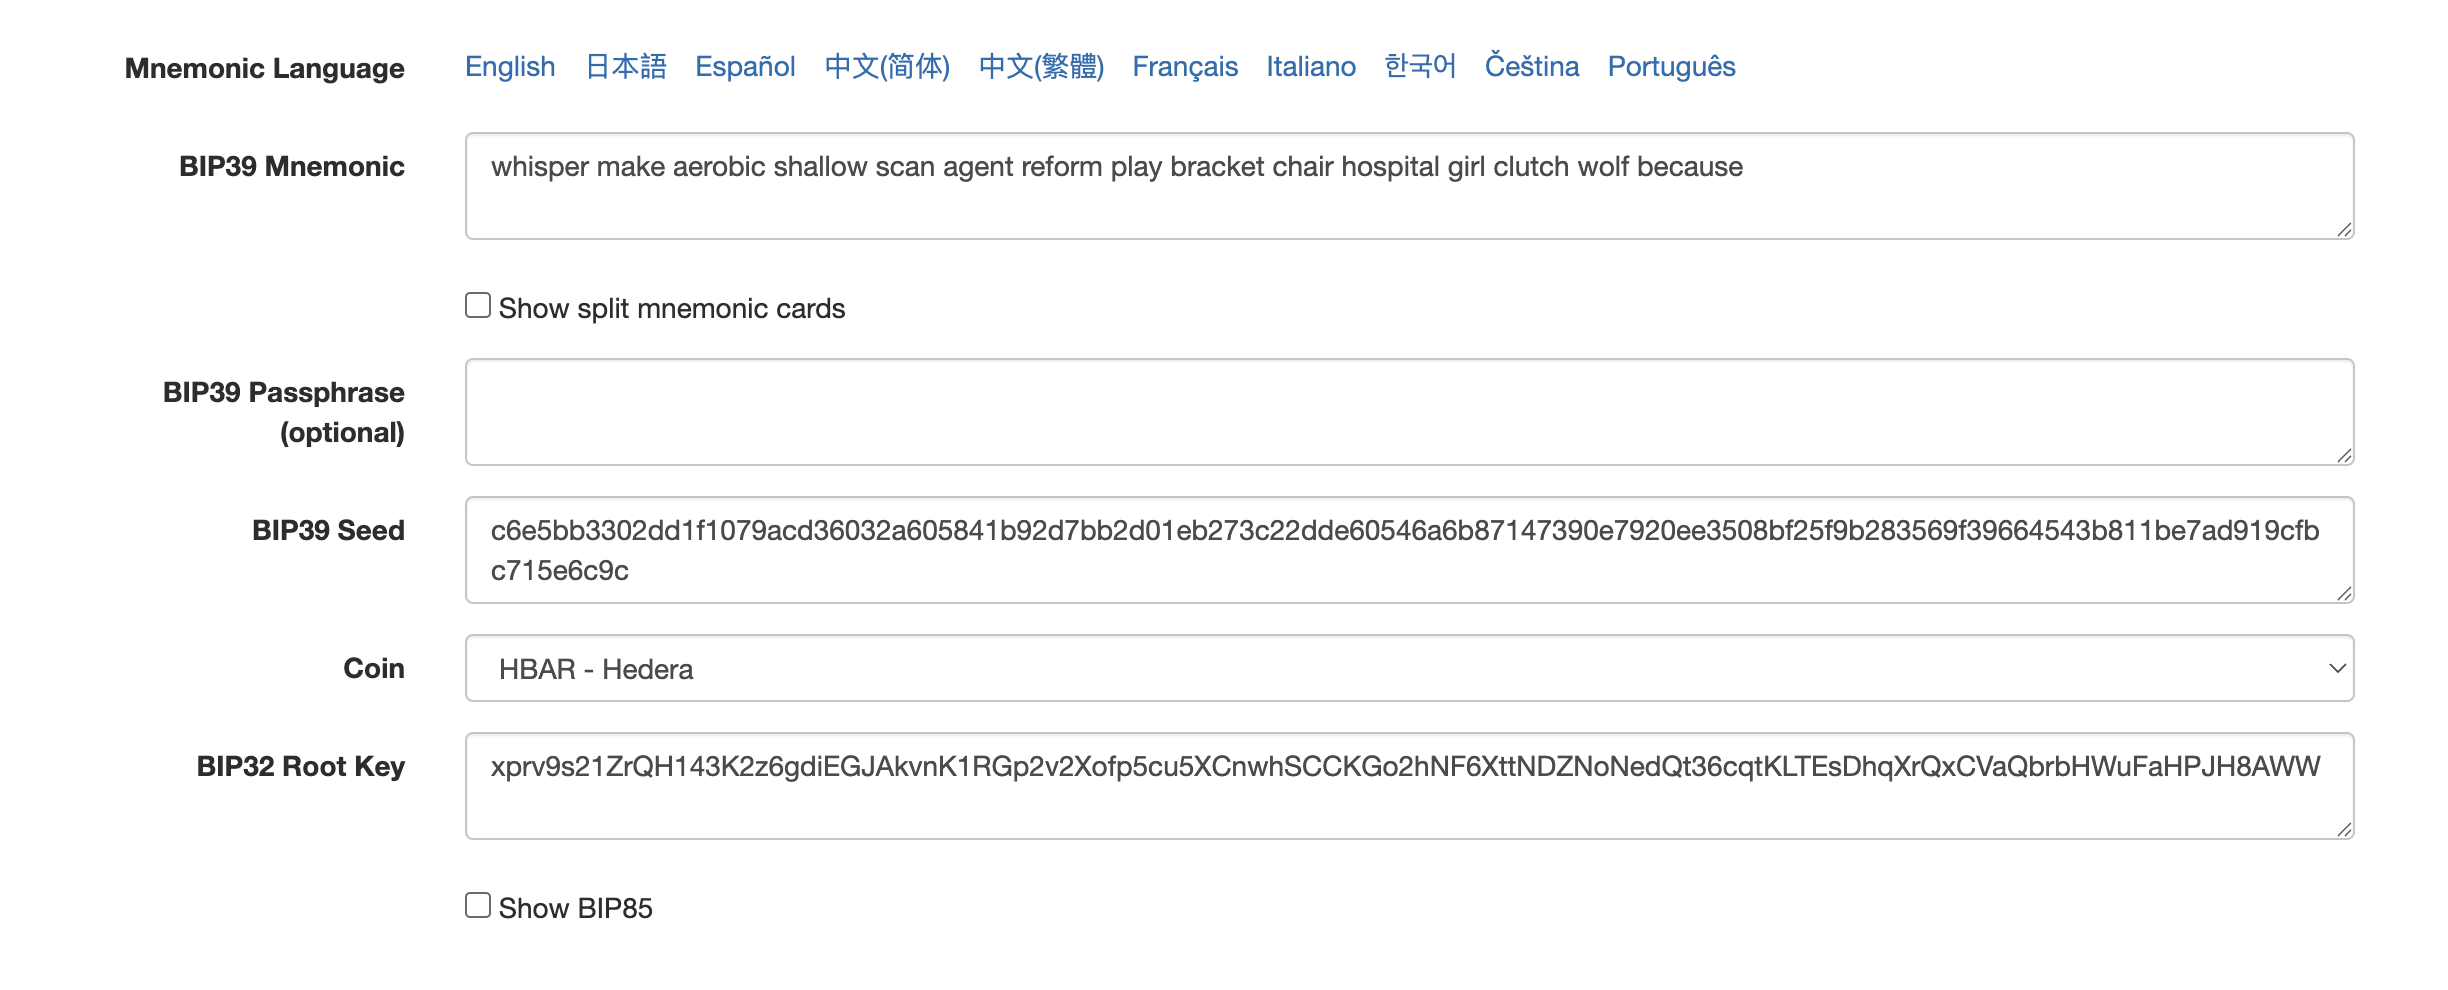 Mnemonic Language
English 日本語 Español 中文(简体) 中文(繁體) Français Italiano 한국어 Čeština Português
BIP39 Mnemonic
whisper make aerobic shallow scan agent reform play bracket chair hospital girl clutch wolf because
Show split mnemonic cards
BIP39 Passphrase
(optional)
BIP39 Seed
c6e5bb3302dd1f1079acd36032a605841b92d7bb2d01eb273c22dde60546a6b87147390e7920ee3508bf25f9b283569f39664543b811be7ad919cfb
c715e6c9c
Coin
HBAR - Hedera
BIP32 Root Key
xprv9s21ZrQH143K2z6gdiEGJAkvnK1RGp2v2Xofp5cu5XCnwhSCCKGo2hNF6XttNDZNoNedQt36cqtKLTEsDhqXrQxCVaQbrbHWuFaHPJH8AWW
Show BIP85